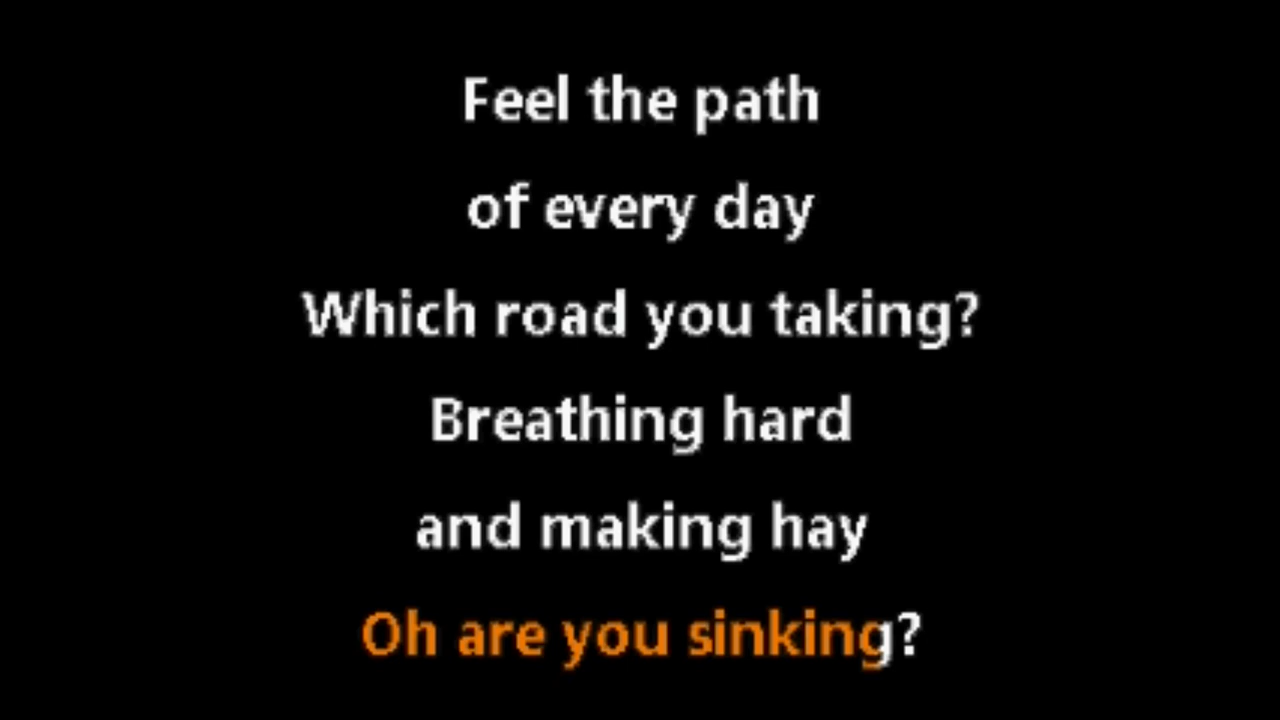 Feel the path
of every day
Which road you taking?
Breathing hard
and making hay
Oh are you sinking?